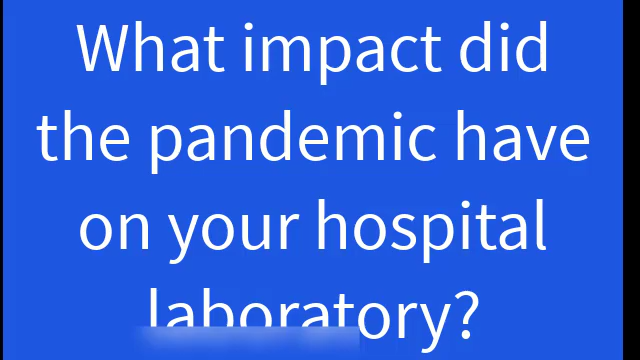 What impact did
the pandemic have
on your hospital
laboratory?